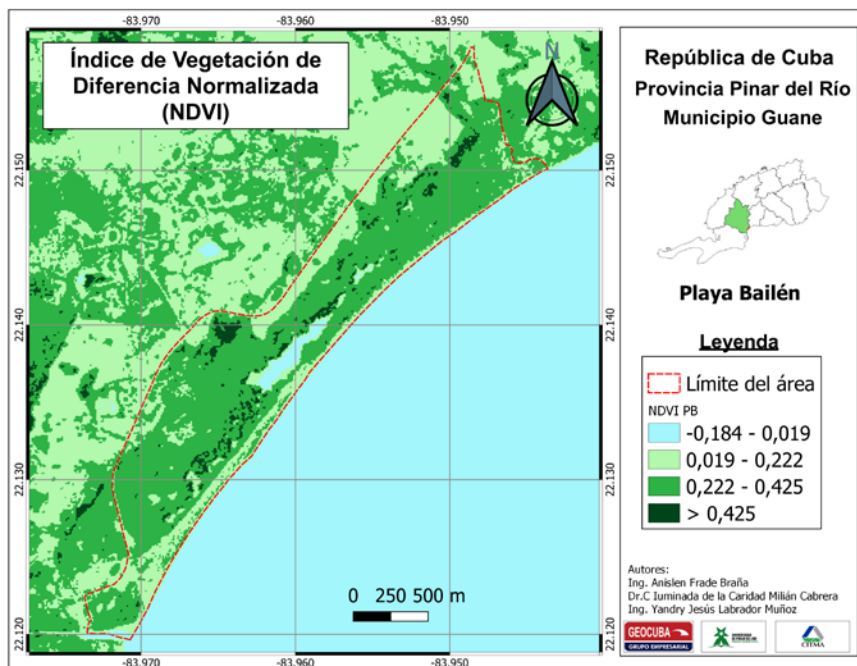 -83.970 -83.960 -83.950
Índice de Vegetación de
Diferencia Normalizada
(NDVI)
N
22.150 22.150
22.140 22.140
22.130 22.130
22.120 22.120
0 250 500 m
-83.970 -83.960 -83.950
República de Cuba
Provincia Pinar del Río
Municipio Guane
Playa Bailén
Leyenda
Límite del área
NDVI PB
-0,184 - 0,019
0,019 - 0,222
0,222 - 0,425
> 0,425
Autores:
Ing. Anislen Frade Braña
Dr.C Iuminada de la Caridad Milián Cabrera
Ing. Yandry Jesús Labrador Muñoz
GEOCUBA
GRUPO EMPRESARIAL
CITMA